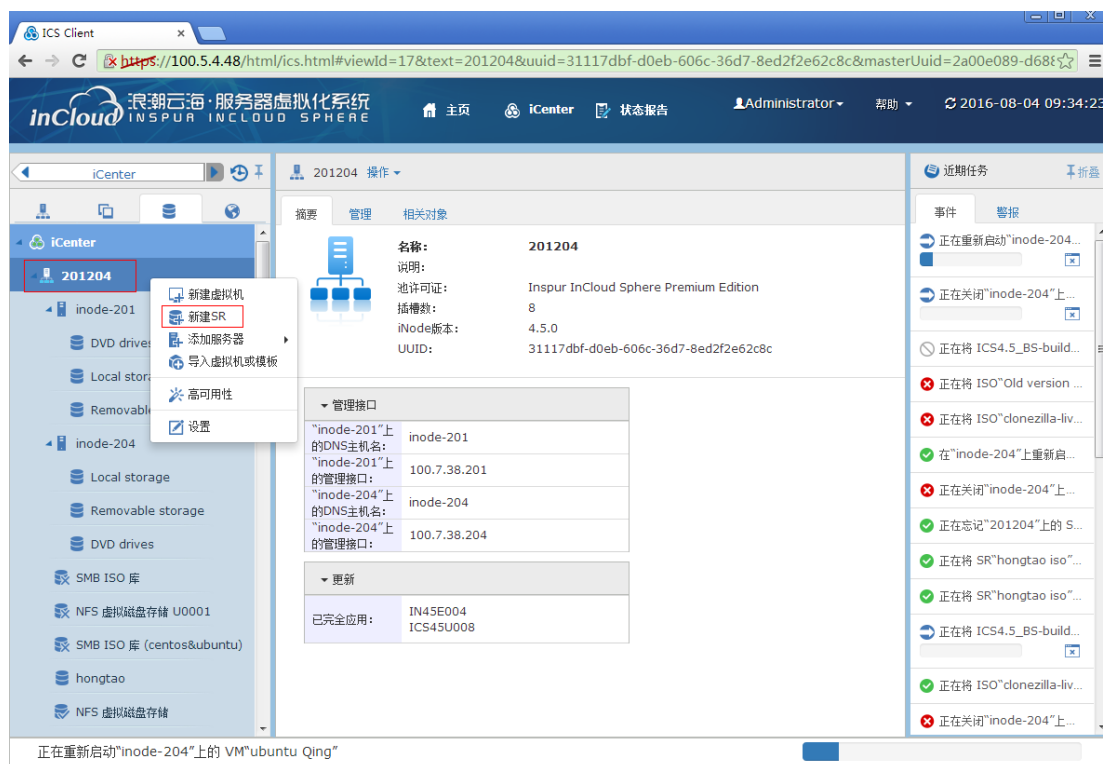 ICS Client
https://100.5.4.48/html/ics.html#viewId=17&text=201204&uuid=31117dbf-d0eb-606c-36d7-8ed2f2e62c8c&masterUuid=2a00e089-d688
inCloud 浪潮云海·服务器虚拟化系统
INSPUR INCLOUD SPHERE
主页 iCenter 状态报告 Administrator 帮助 2016-08-04 09:34:23
iCenter
iCenter
201204
inode-201
DVD drives
Local stora
Removable
inode-204
Local storage
Removable storage
DVD drives
SMB ISO 库
NFS 虚拟磁盘存储 U0001
SMB ISO 库 (centos&ubuntu)
hongtao
NFS 虚拟磁盘存储
新建虚拟机
新建SR
添加服务器
导入虚拟机或模板
高可用性
设置
201204 操作
摘要 管理 相关对象
名称: 201204
说明:
池许可证: Inspur InCloud Sphere Premium Edition
插槽数: 8
iNode版本: 4.5.0
UUID: 31117dbf-d0eb-606c-36d7-8ed2f2e62c8c
管理接口
"inode-201"上的DNS主机名: inode-201
"inode-201"上的管理接口: 100.7.38.201
"inode-204"上的DNS主机名: inode-204
"inode-204"上的管理接口: 100.7.38.204
更新
已完全应用: IN45E004
ICS45U008
近期任务 折叠
事件 警报
正在重新启动"inode-204...
正在关闭"inode-204"上...
正在将 ICS4.5_BS-build...
正在将 ISO"Old version ...
正在将 ISO"clonezilla-liv...
在"inode-204"上重新启...
正在关闭"inode-204"上...
正在忘记"201204"上的 S...
正在将 SR"hongtao iso"...
正在将 SR"hongtao iso"...
正在将 ICS4.5_BS-build...
正在将 ISO"clonezilla-liv...
正在关闭"inode-204"上...
正在重新启动"inode-204"上的 VM"ubuntu Qing"